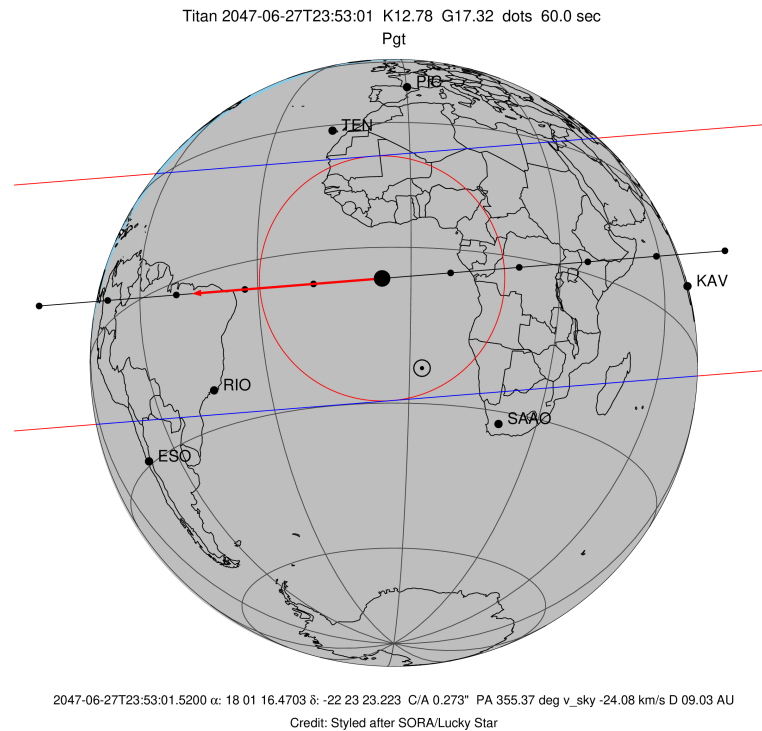 Titan 2047-06-27T23:53:01 K12.78 G17.32 dots 60.0 sec
Pgt
PIC
TEN
KAV
RIO
SAAO
ESO
2047-06-27T23:53:01.5200 α: 18 01 16.4703 δ: -22 23 23.223 C/A 0.273" PA 355.37 deg v_sky -24.08 km/s D 09.03 AU
Credit: Styled after SORA/Lucky Star